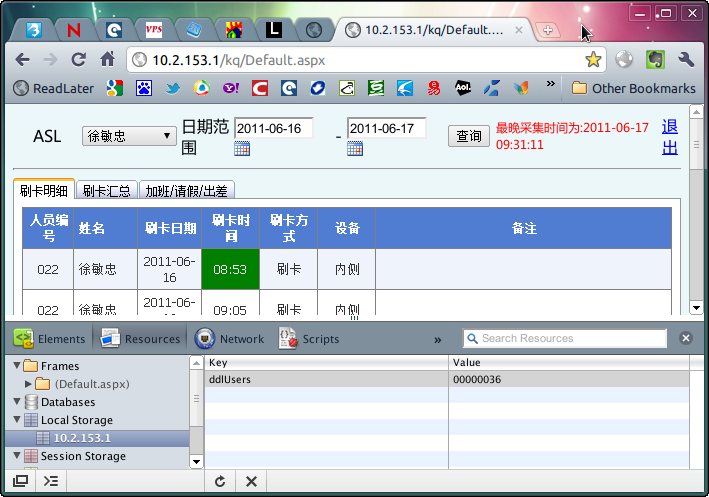 10.2.153.1/kq/Default....
10.2.153.1/kq/Default.aspx
ReadLater
Aol.
»
Other Bookmarks
ASL
徐敏忠
日期范围
2011-06-16
-
2011-06-17
查询
最晚采集时间为:2011-06-17
09:31:11
退出
刷卡明细
刷卡汇总
加班/请假/出差
人员编号
姓名
刷卡日期
刷卡时间
刷卡方式
设备
备注
022
徐敏忠
2011-06-16
08:53
刷卡
内侧
022
徐敏忠
2011-06-
09:05
刷卡
内侧
Elements
Resources
Network
Scripts
»
Search Resources
Frames
(Default.aspx)
Databases
Local Storage
10.2.153.1
Session Storage
Key
Value
ddlUsers
00000036